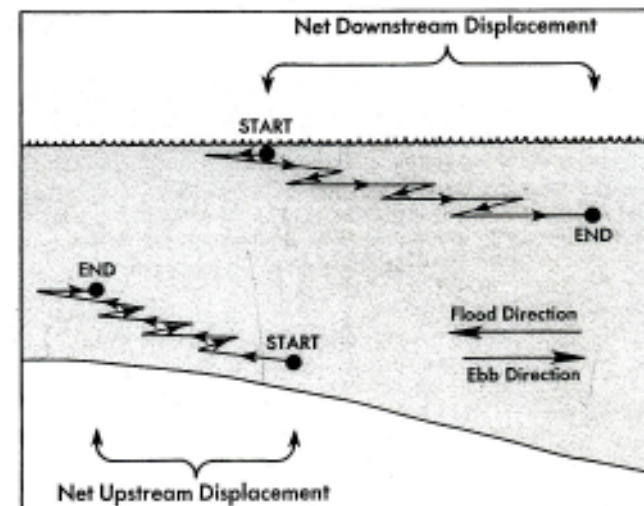 Net Downstream Displacement
START
END
END
START
Flood Direction
Ebb Direction
Net Upstream Displacement